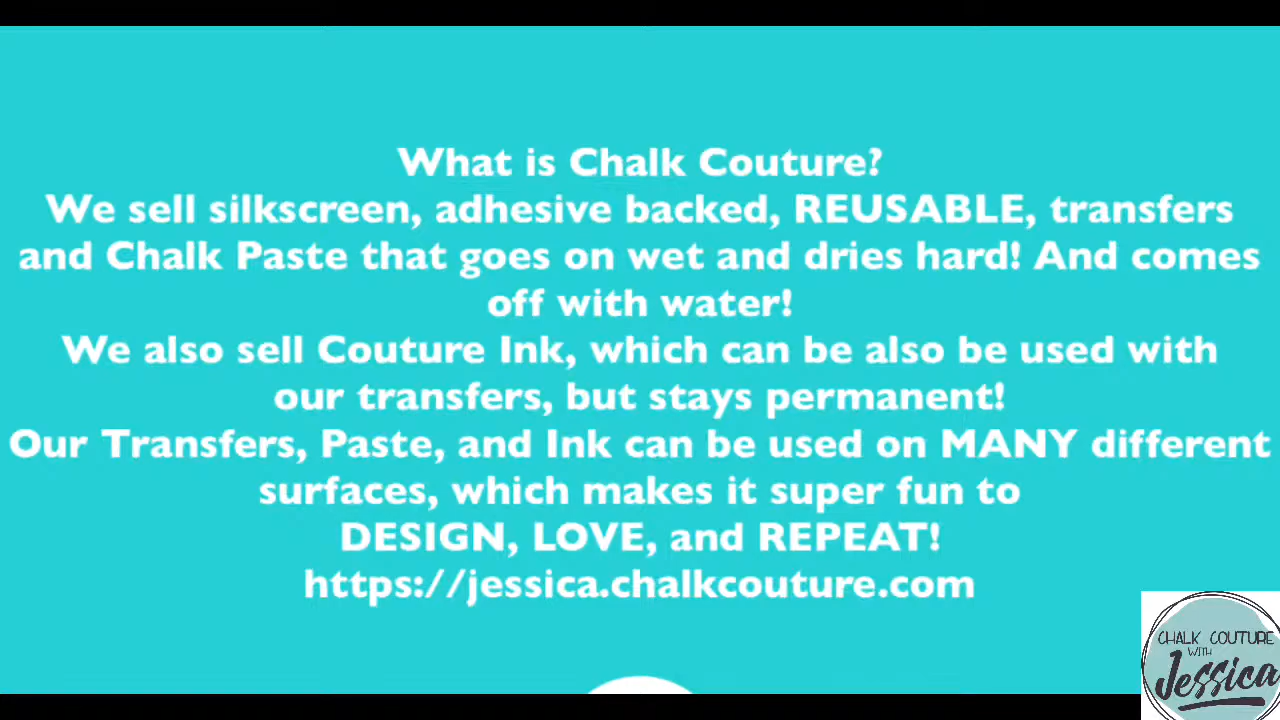 What is Chalk Couture?
We sell silkscreen, adhesive backed, REUSABLE, transfers
and Chalk Paste that goes on wet and dries hard! And comes
off with water!
We also sell Couture Ink, which can be also be used with
our transfers, but stays permanent!
Our Transfers, Paste, and Ink can be used on MANY different
surfaces, which makes it super fun to
DESIGN, LOVE, and REPEAT!
https://jessica.chalkcouture.com
CHALK COUTURE
WITH
Jessica